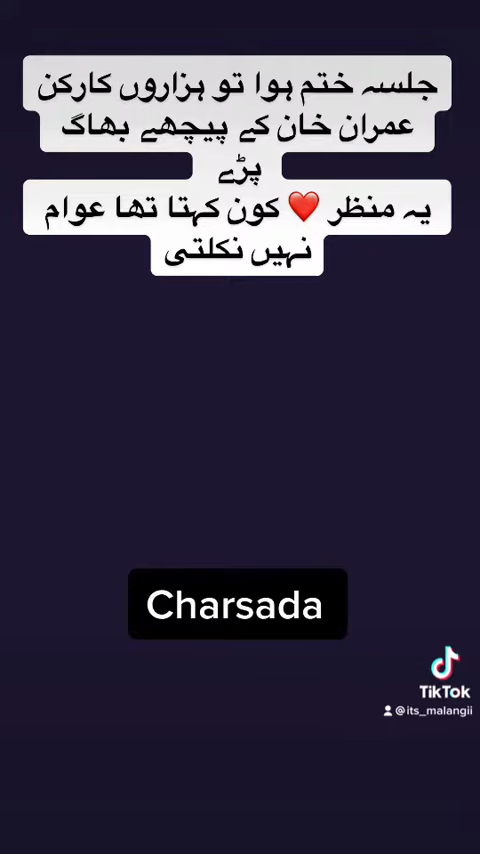 جلسہ ختم ہوا تو ہزاروں کارکن
عمران خان کے پیچھے بھاگ
پڑے
یہ منظر ❤️ کون کہتا تھا عوام
نہیں نکلتی
Charsada
TikTok
@its_malangii